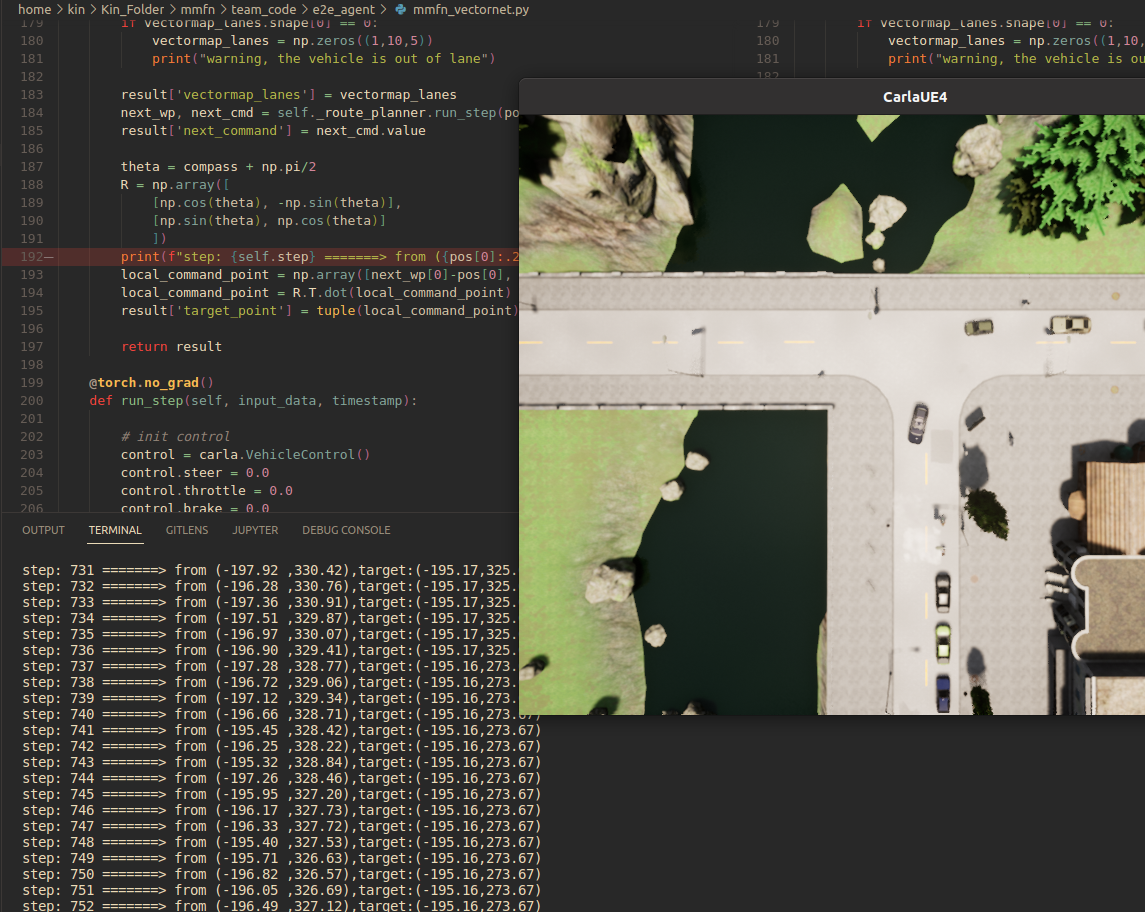 home > kin > Kin_Folder > mmfn > team_code > e2e_agent > mmfn_vectornet.py
179 if vectormap_lanes.shape[0] == 0:
180 vectormap_lanes = np.zeros((1,10,5))
181 print("warning, the vehicle is out of lane")
182
183 result['vectormap_lanes'] = vectormap_lanes
184 next_wp, next_cmd = self._route_planner.run_step(po
185 result['next_command'] = next_cmd.value
186
187 theta = compass + np.pi/2
188 R = np.array([
189 [np.cos(theta), -np.sin(theta)],
190 [np.sin(theta), np.cos(theta)]
191 ])
192 print(f"step: {self.step} =======> from ({pos[0]:.2
193 local_command_point = np.array([next_wp[0]-pos[0],
194 local_command_point = R.T.dot(local_command_point)
195 result['target_point'] = tuple(local_command_point)
196
197 return result
198
199 @torch.no_grad()
200 def run_step(self, input_data, timestamp):
201
202 # init control
203 control = carla.VehicleControl()
204 control.steer = 0.0
205 control.throttle = 0.0
206 control.brake = 0.0
179 if vectormap_lanes.shape[0] == 0:
180 vectormap_lanes = np.zeros((1,10,
181 print("warning, the vehicle is ou
182
CarlaUE4
OUTPUT TERMINAL GITLENS JUPYTER DEBUG CONSOLE
step: 731 =======> from (-197.92 ,330.42),target:(-195.17,325.
step: 732 =======> from (-196.28 ,330.76),target:(-195.17,325.
step: 733 =======> from (-197.36 ,330.91),target:(-195.17,325.
step: 734 =======> from (-197.51 ,329.87),target:(-195.17,325.
step: 735 =======> from (-196.97 ,330.07),target:(-195.17,325.
step: 736 =======> from (-196.90 ,329.41),target:(-195.17,325.
step: 737 =======> from (-197.28 ,328.77),target:(-195.16,273.
step: 738 =======> from (-196.72 ,329.06),target:(-195.16,273.
step: 739 =======> from (-197.12 ,329.34),target:(-195.16,273.
step: 740 =======> from (-196.66 ,328.71),target:(-195.16,273.67)
step: 741 =======> from (-195.45 ,328.42),target:(-195.16,273.67)
step: 742 =======> from (-196.25 ,328.22),target:(-195.16,273.67)
step: 743 =======> from (-195.32 ,328.84),target:(-195.16,273.67)
step: 744 =======> from (-197.26 ,328.46),target:(-195.16,273.67)
step: 745 =======> from (-195.95 ,327.20),target:(-195.16,273.67)
step: 746 =======> from (-196.17 ,327.73),target:(-195.16,273.67)
step: 747 =======> from (-196.33 ,327.72),target:(-195.16,273.67)
step: 748 =======> from (-195.40 ,327.53),target:(-195.16,273.67)
step: 749 =======> from (-195.71 ,326.63),target:(-195.16,273.67)
step: 750 =======> from (-196.82 ,326.57),target:(-195.16,273.67)
step: 751 =======> from (-196.05 ,326.69),target:(-195.16,273.67)
step: 752 =======> from (-196.49 ,327.12),target:(-195.16,273.67)